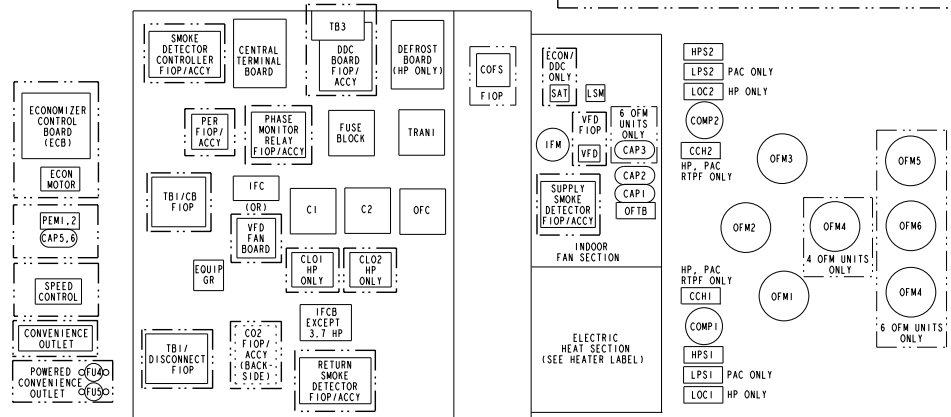 ECONOMIZER
CONTROL
BOARD
(ECB)
ECON
MOTOR
PEM1,2
CAP5,6
SPEED
CONTROL
CONVENIENCE
OUTLET
POWERED
CONVENIENCE
OUTLET
FU4
FU5
SMOKE
DETECTOR
CONTROLLER
FIOP/ACCY
CENTRAL
TERMINAL
BOARD
TB3
DDC
BOARD
FIOP/
ACCY
DEFROST
BOARD
(HP ONLY)
PER
FIOP/
ACCY
PHASE
MONITOR
RELAY
FIOP/ACCY
FUSE
BLOCK
TRAN1
TB1/CB
FIOP
IFC
(OR)
VFD
FAN
BOARD
C1
C2
OFC
EQUIP
GR
CLO1
HP
ONLY
CLO2
HP
ONLY
IFCB
EXCEPT
3.7 HP
TB1/
DISCONNECT
FIOP
CO2
FIOP/
ACCY
(BACK-
SIDE)
RETURN
SMOKE
DETECTOR
FIOP/ACCY
COFS
FIOP
ECON/
DDC
ONLY
SAT
LSM
IFM
VFD
FIOP
VFD
6 OFM
UNITS
ONLY
CAP3
CAP2
CAP1
OFTB
SUPPLY
SMOKE
DETECTOR
FIOP/ACCY
INDOOR
FAN SECTION
ELECTRIC
HEAT SECTION
(SEE HEATER LABEL)
HPS2
LPS2 PAC ONLY
LOC2 HP ONLY
COMP2
CCH2
HP, PAC
RTPF ONLY
HP, PAC
RTPF ONLY
CCH1
COMP1
HPS1
LPS1 PAC ONLY
LOC1 HP ONLY
OFM3
OFM2
OFM1
OFM4
4 OFM UNITS
ONLY
OFM5
OFM6
OFM4
6 OFM UNITS
ONLY